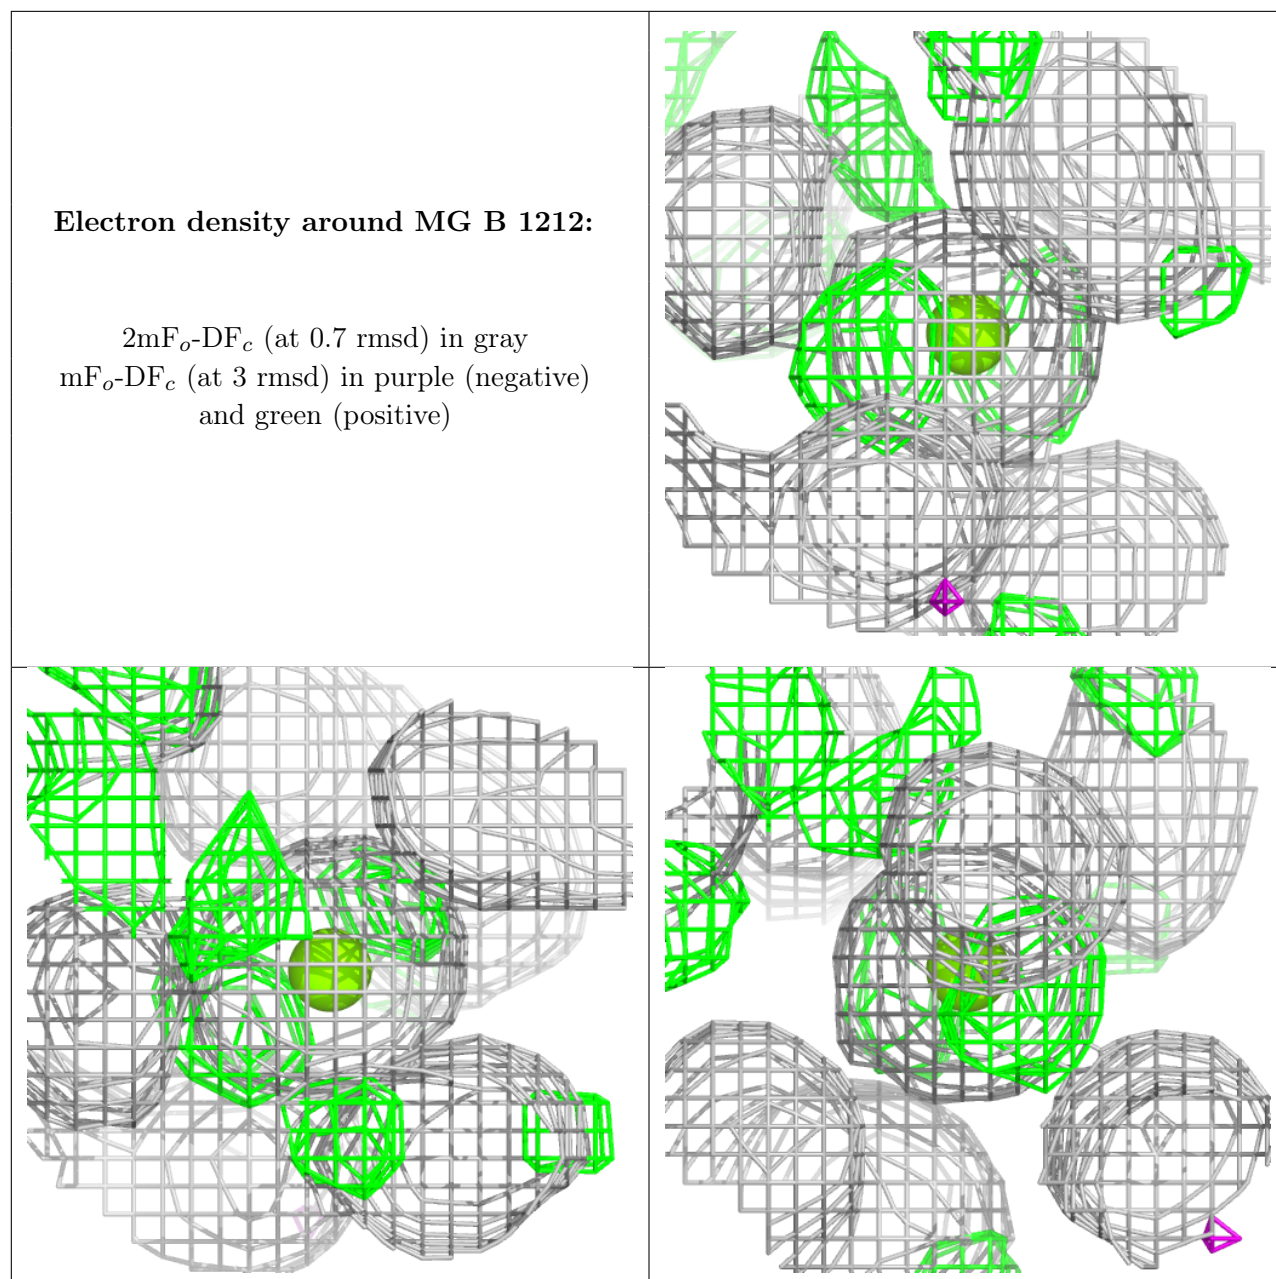 Electron density around MG B 1212:
2mFo-DFc (at 0.7 rmsd) in gray
mFo-DFc (at 3 rmsd) in purple (negative)
and green (positive)